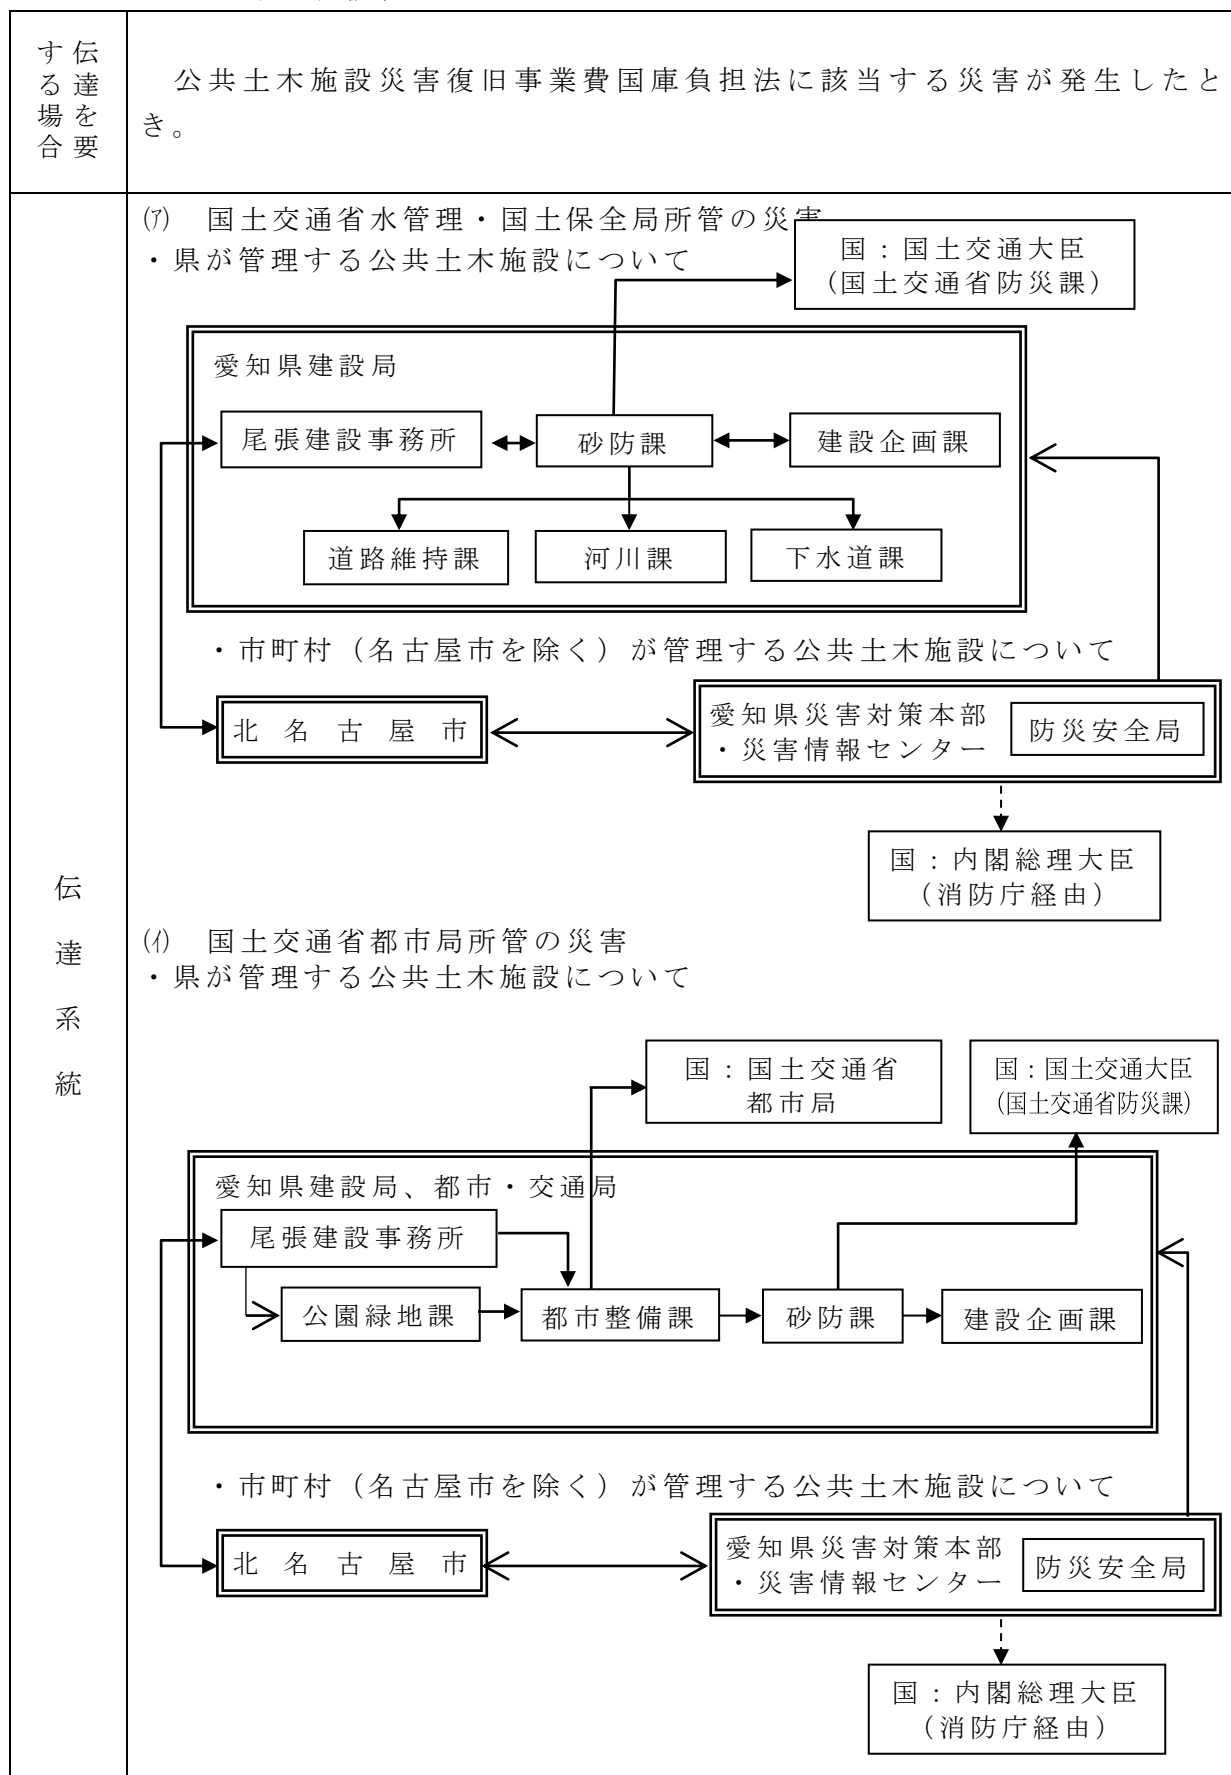 伝達を要
する場合
公共土木施設災害復旧事業費国庫負担法に該当する災害が発生したと
き。
伝達系統
㋐ 国土交通省水管理・国土保全局所管の災害
・県が管理する公共土木施設について
国：国土交通大臣
（国土交通省防災課）
愛知県建設局
尾張建設事務所
砂防課
建設企画課
道路維持課
河川課
下水道課
・市町村（名古屋市を除く）が管理する公共土木施設について
北名古屋市
愛知県災害対策本部
・災害情報センター
防災安全局
国：内閣総理大臣
（消防庁経由）
(ｲ) 国土交通省都市局所管の災害
・県が管理する公共土木施設について
国：国土交通省
都市局
国：国土交通大臣
（国土交通省防災課）
愛知県建設局、都市・交通局
尾張建設事務所
公園緑地課
都市整備課
砂防課
建設企画課
・市町村（名古屋市を除く）が管理する公共土木施設について
北名古屋市
愛知県災害対策本部
・災害情報センター
防災安全局
国：内閣総理大臣
（消防庁経由）